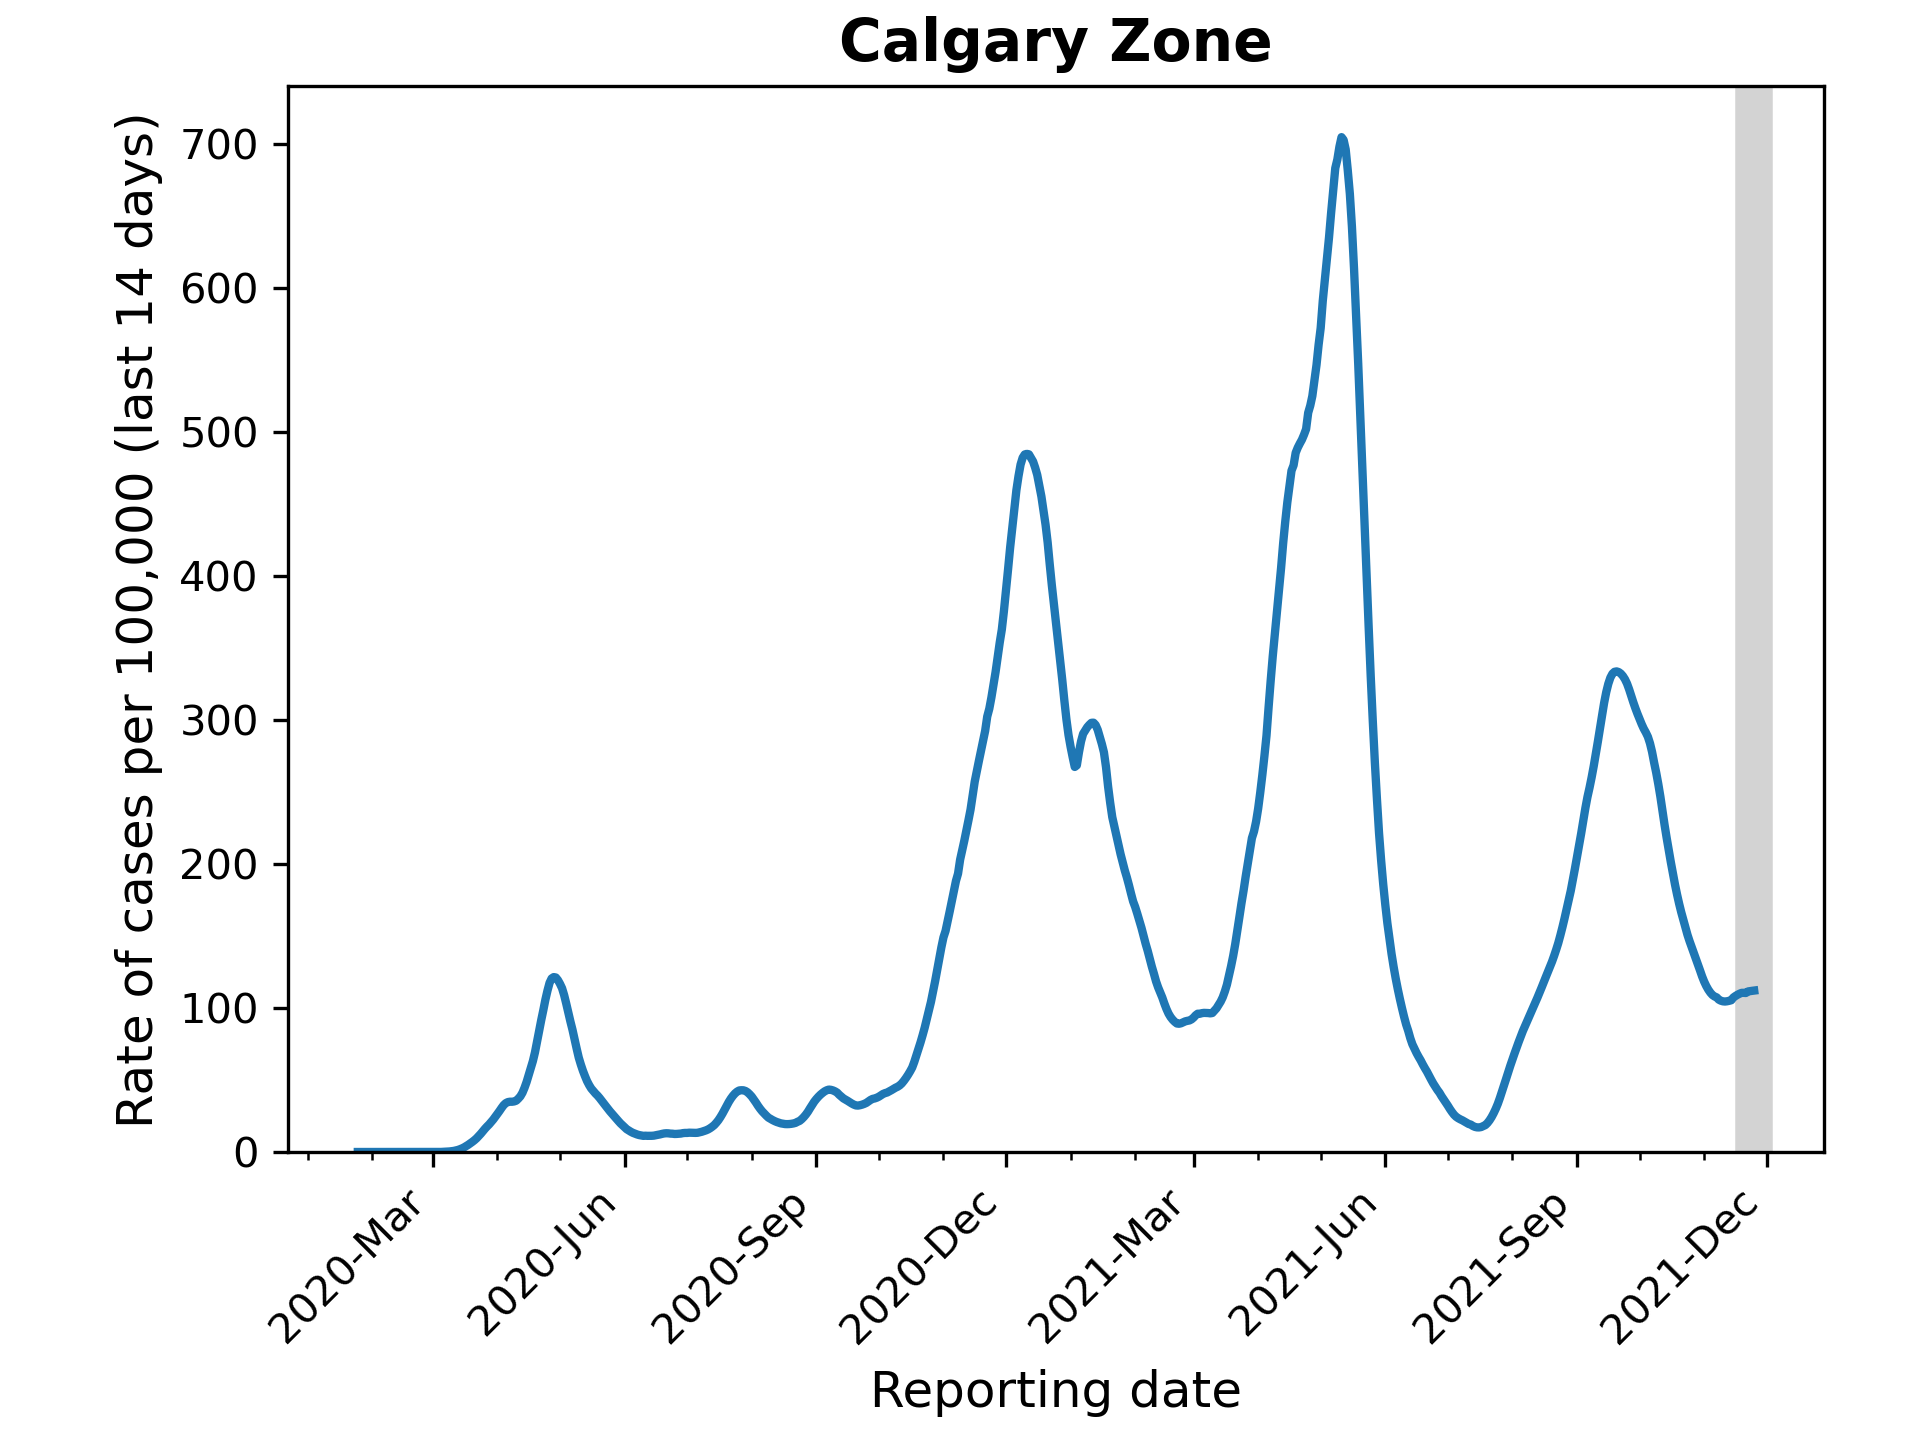 Calgary Zone
Rate of cases per 100,000 (last 14 days)
700
600
500
400
300
200
100
0
2020-Mar
2020-Jun
2020-Sep
2020-Dec
2021-Mar
2021-Jun
2021-Sep
2021-Dec
Reporting date